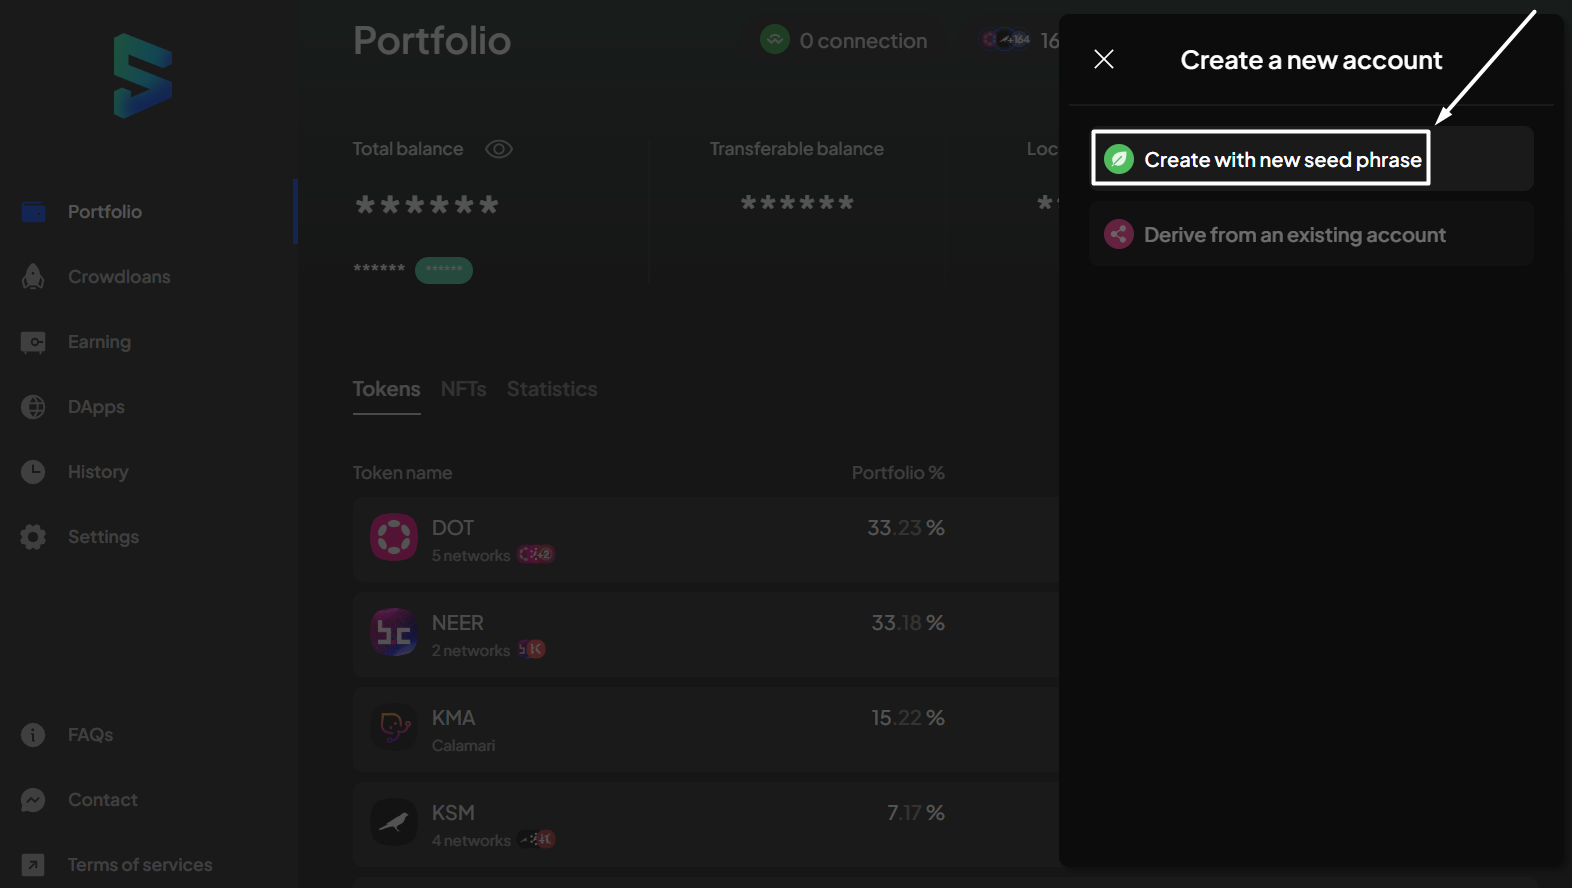 Portfolio
0 connection
+164
16
Create a new account
Create with new seed phrase
Derive from an existing account
Portfolio
Crowdloans
Earning
DApps
History
Settings
FAQs
Contact
Terms of services
Total balance
******
****** ******
Transferable balance
******
Loc
**
Tokens NFTs Statistics
Token name Portfolio %
DOT 33.23 %
5 networks +2
NEER 33.18 %
2 networks
KMA 15.22 %
Calamari
KSM 7.17 %
4 networks